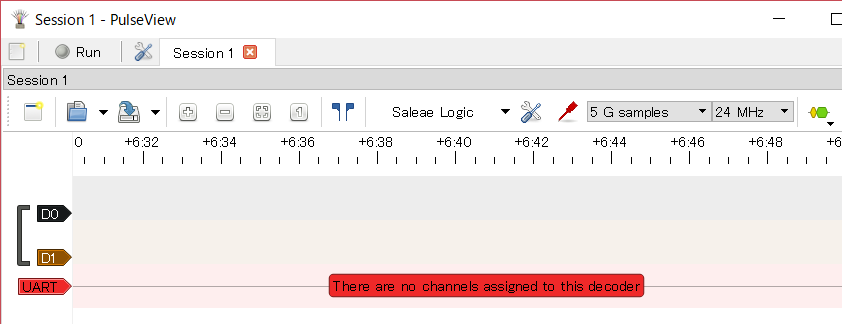 Session 1 - PulseView
Run
Session 1
Session 1
Saleae Logic
5 G samples
24 MHz
0 +6:32 +6:34 +6:36 +6:38 +6:40 +6:42 +6:44 +6:46 +6:48 +6
D0
D1
UART
There are no channels assigned to this decoder